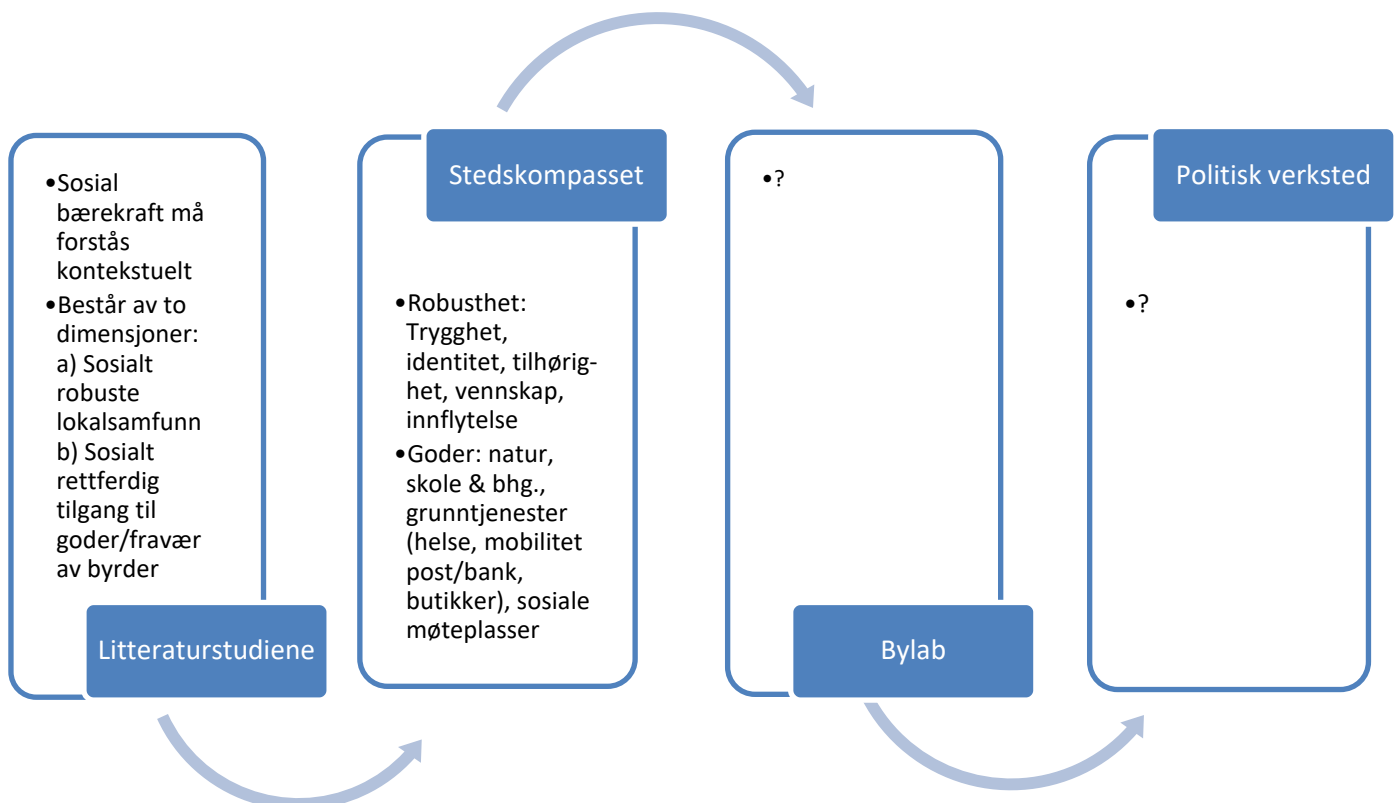 •Sosial
bærekraft må
forstås
kontekstuelt
•Består av to
dimensjoner:
a) Sosialt
robuste
lokalsamfunn
b) Sosialt
rettferdig
tilgang til
goder/fravær
av byrder
Litteraturstudiene
Stedskompasset
•Robusthet:
Trygghet,
identitet, tilhørig-
het, vennskap,
innflytelse
•Goder: natur,
skole & bhg.,
grunntjenester
(helse, mobilitet
post/bank,
butikker), sosiale
møteplasser
•?
Bylab
Politisk verksted
•?